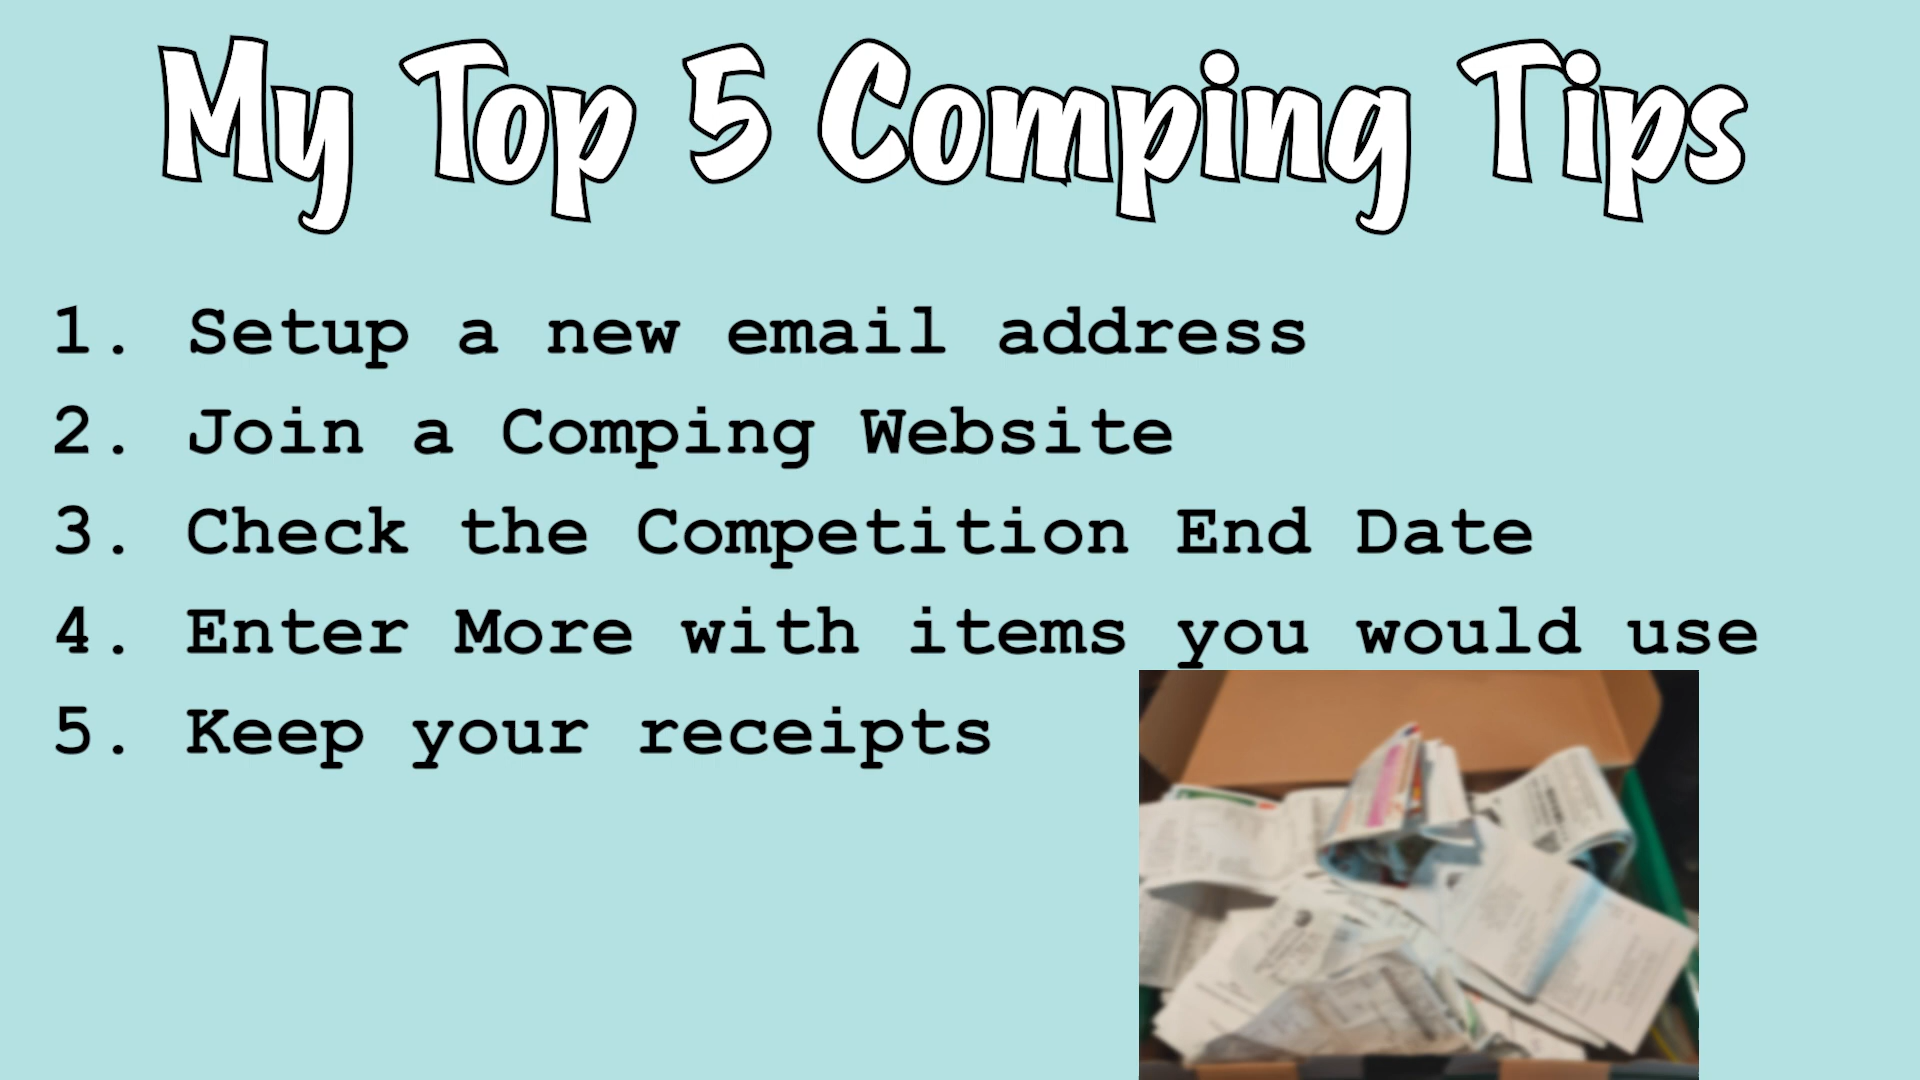 My Top 5 Comping Tips
1. Setup a new email address
2. Join a Comping Website
3. Check the Competition End Date
4. Enter More with items you would use
5. Keep your receipts